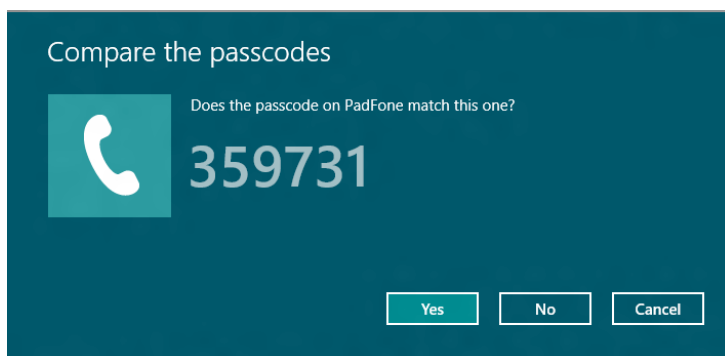 Compare the passcodes
Does the passcode on PadFone match this one?
359731
Yes No Cancel